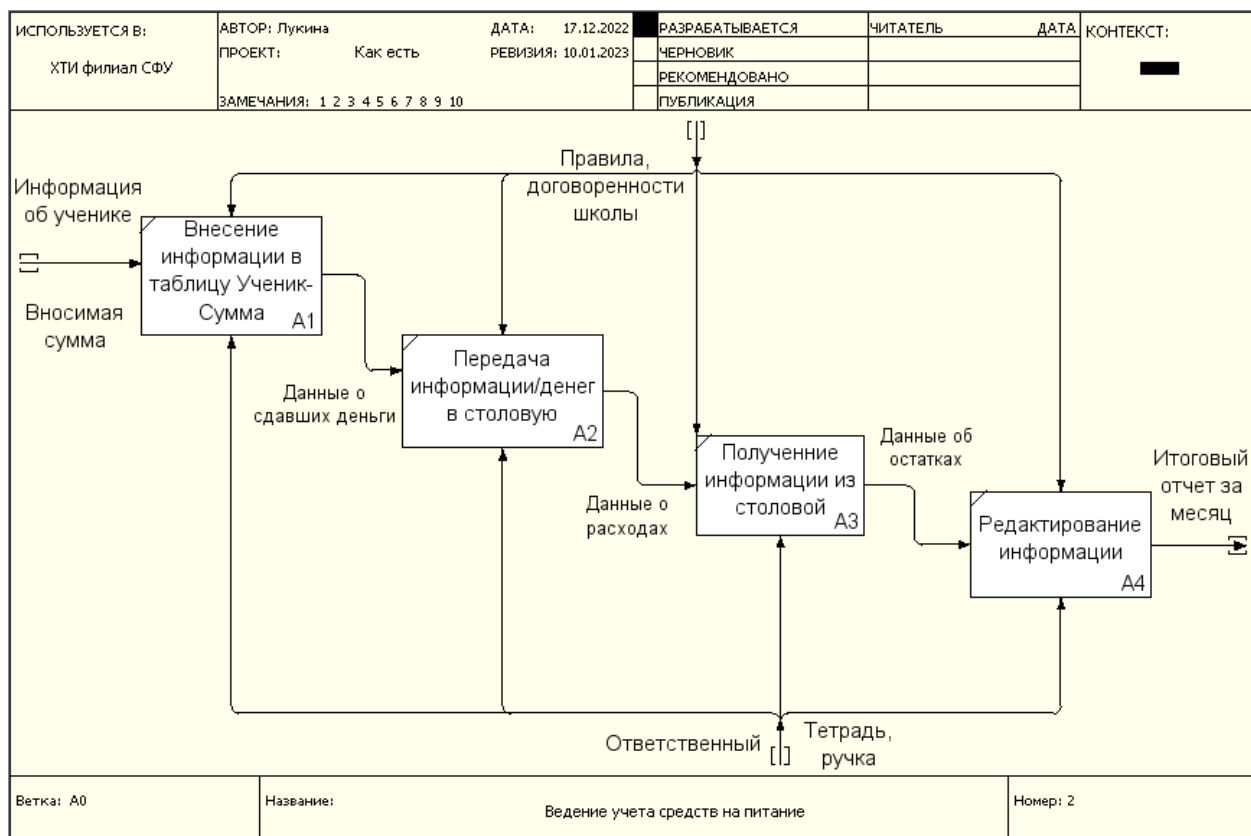 ИСПОЛЬЗУЕТСЯ В:
ХТИ филиал СФУ
АВТОР: Лукина
ДАТА: 17.12.2022
ПРОЕКТ: Как есть
РЕВИЗИЯ: 10.01.2023
ЗАМЕЧАНИЯ: 1 2 3 4 5 6 7 8 9 10
РАЗРАБАТЫВАЕТСЯ
ЧЕРНОВИК
РЕКОМЕНДОВАНО
ПУБЛИКАЦИЯ
ЧИТАТЕЛЬ
ДАТА
КОНТЕКСТ:
Правила,
договоренности
школы
Информация
об ученике
Вносимая
сумма
Внесение
информации в
таблицу Ученик-
Сумма
A1
Данные о
сдавших деньги
Передача
информации/денег
в столовую
A2
Данные о
расходах
Полученние
информации из
столовой
A3
Данные об
остатках
Редактирование
информации
A4
Итоговый
отчет за
месяц
Ответственный
Тетрадь,
ручка
Ветка: A0
Название:
Ведение учета средств на питание
Номер: 2